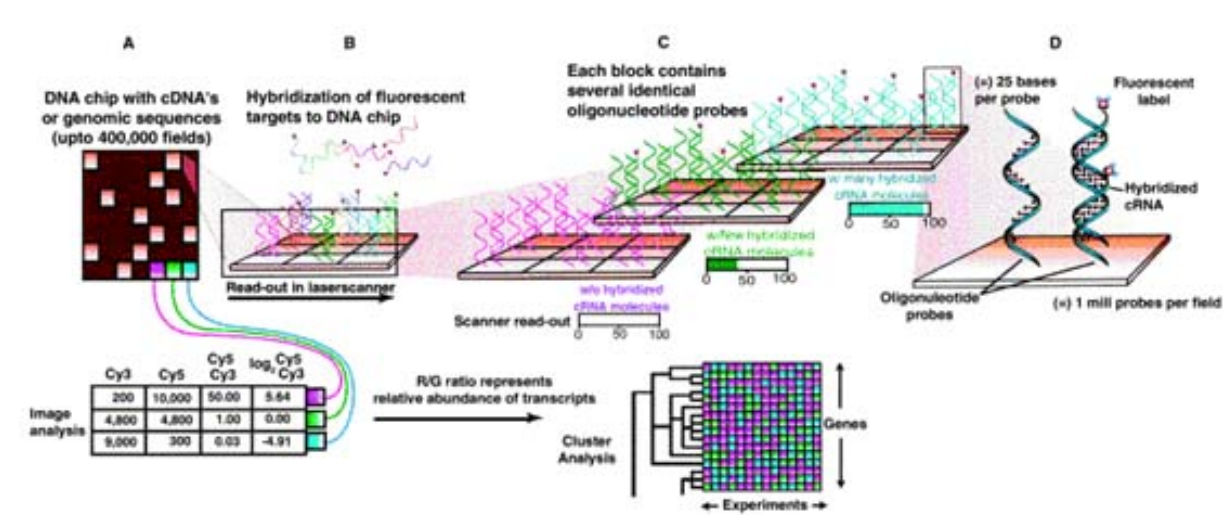 A
B
C
D
DNA chip with cDNA's
or genomic sequences
(upto 400,000 fields)
Hybridization of fluorescent
targets to DNA chip
Each block contains
several identical
oligonucleotide probes
(=) 25 bases
per probe
Fluorescent
label
Hybridized
cRNA
w/ many hybridized
cRNA molecules
0 50 100
w/few hybridized
cRNA molecules
0 50 100
w/o hybridized
cRNA molecules
Scanner read-out
0 50 100
Read-out in laserscanner
Oligonuleotide
probes
(=) 1 mill probes per field
Image
analysis
Cy3 Cy5 Cy5 Cy3 log2 Cy5 Cy3
200 10,000 50.00 5.64
4,800 4,800 1.00 0.00
9,000 300 0.03 -4.91
R/G ratio represents
relative abundance of transcripts
Cluster
Analysis
Genes
Experiments